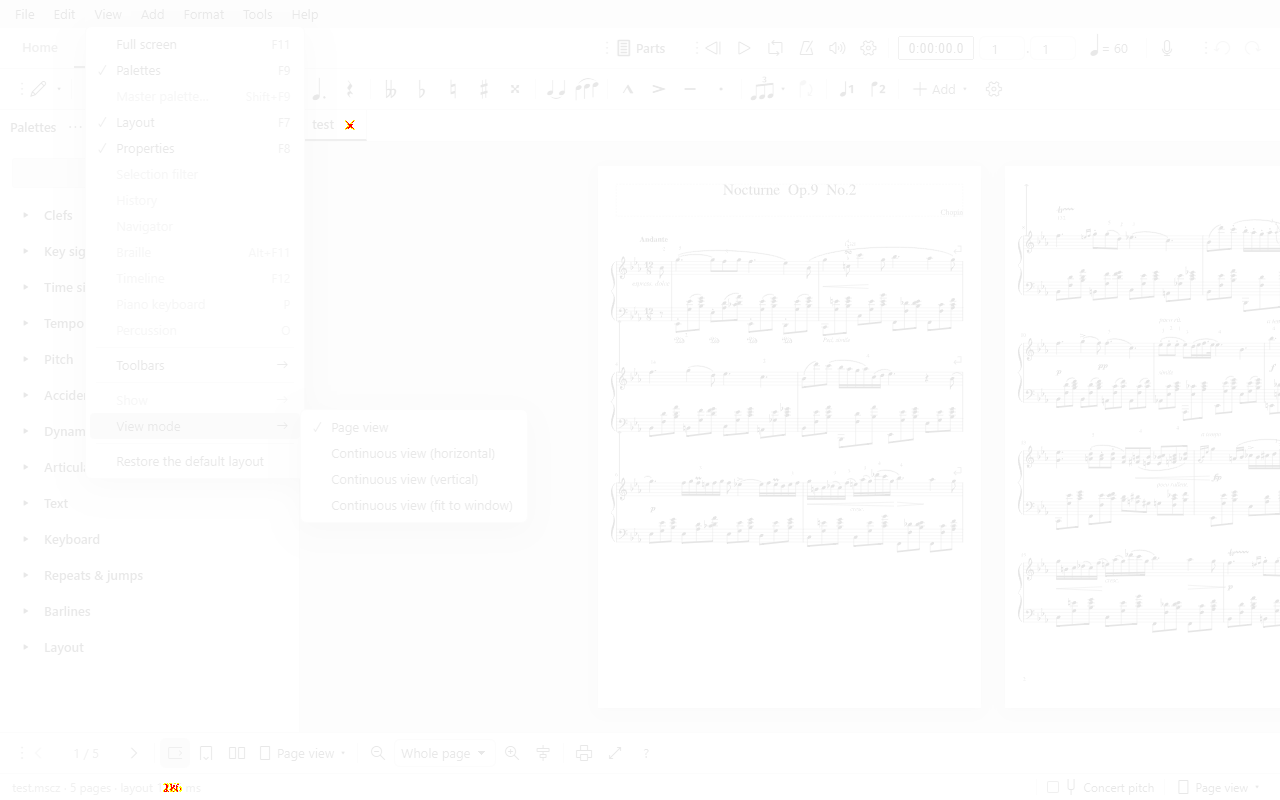 File Edit View Add Format Tools Help
Home
Parts
0:00:00.0 1 . 1 = 60
Full screen F11
Palettes F9
Master palette... Shift+F9
Layout F7
Properties F8
Selection filter
History
Navigator
Braille Alt+F11
Timeline F12
Piano keyboard P
Percussion O
Toolbars
Show
View mode
Restore the default layout
Page view
Continuous view (horizontal)
Continuous view (vertical)
Continuous view (fit to window)
Add
Palettes
test
Clefs
Key sig
Time si
Tempo
Pitch
Accider
Dynam
Articula
Text
Keyboard
Repeats & jumps
Barlines
Layout
Nocturne Op.9 No.2
Chopin
Andante
1 / 5
Page view
Whole page
?
test.mscz · 5 pages · layout
Concert pitch
Page view